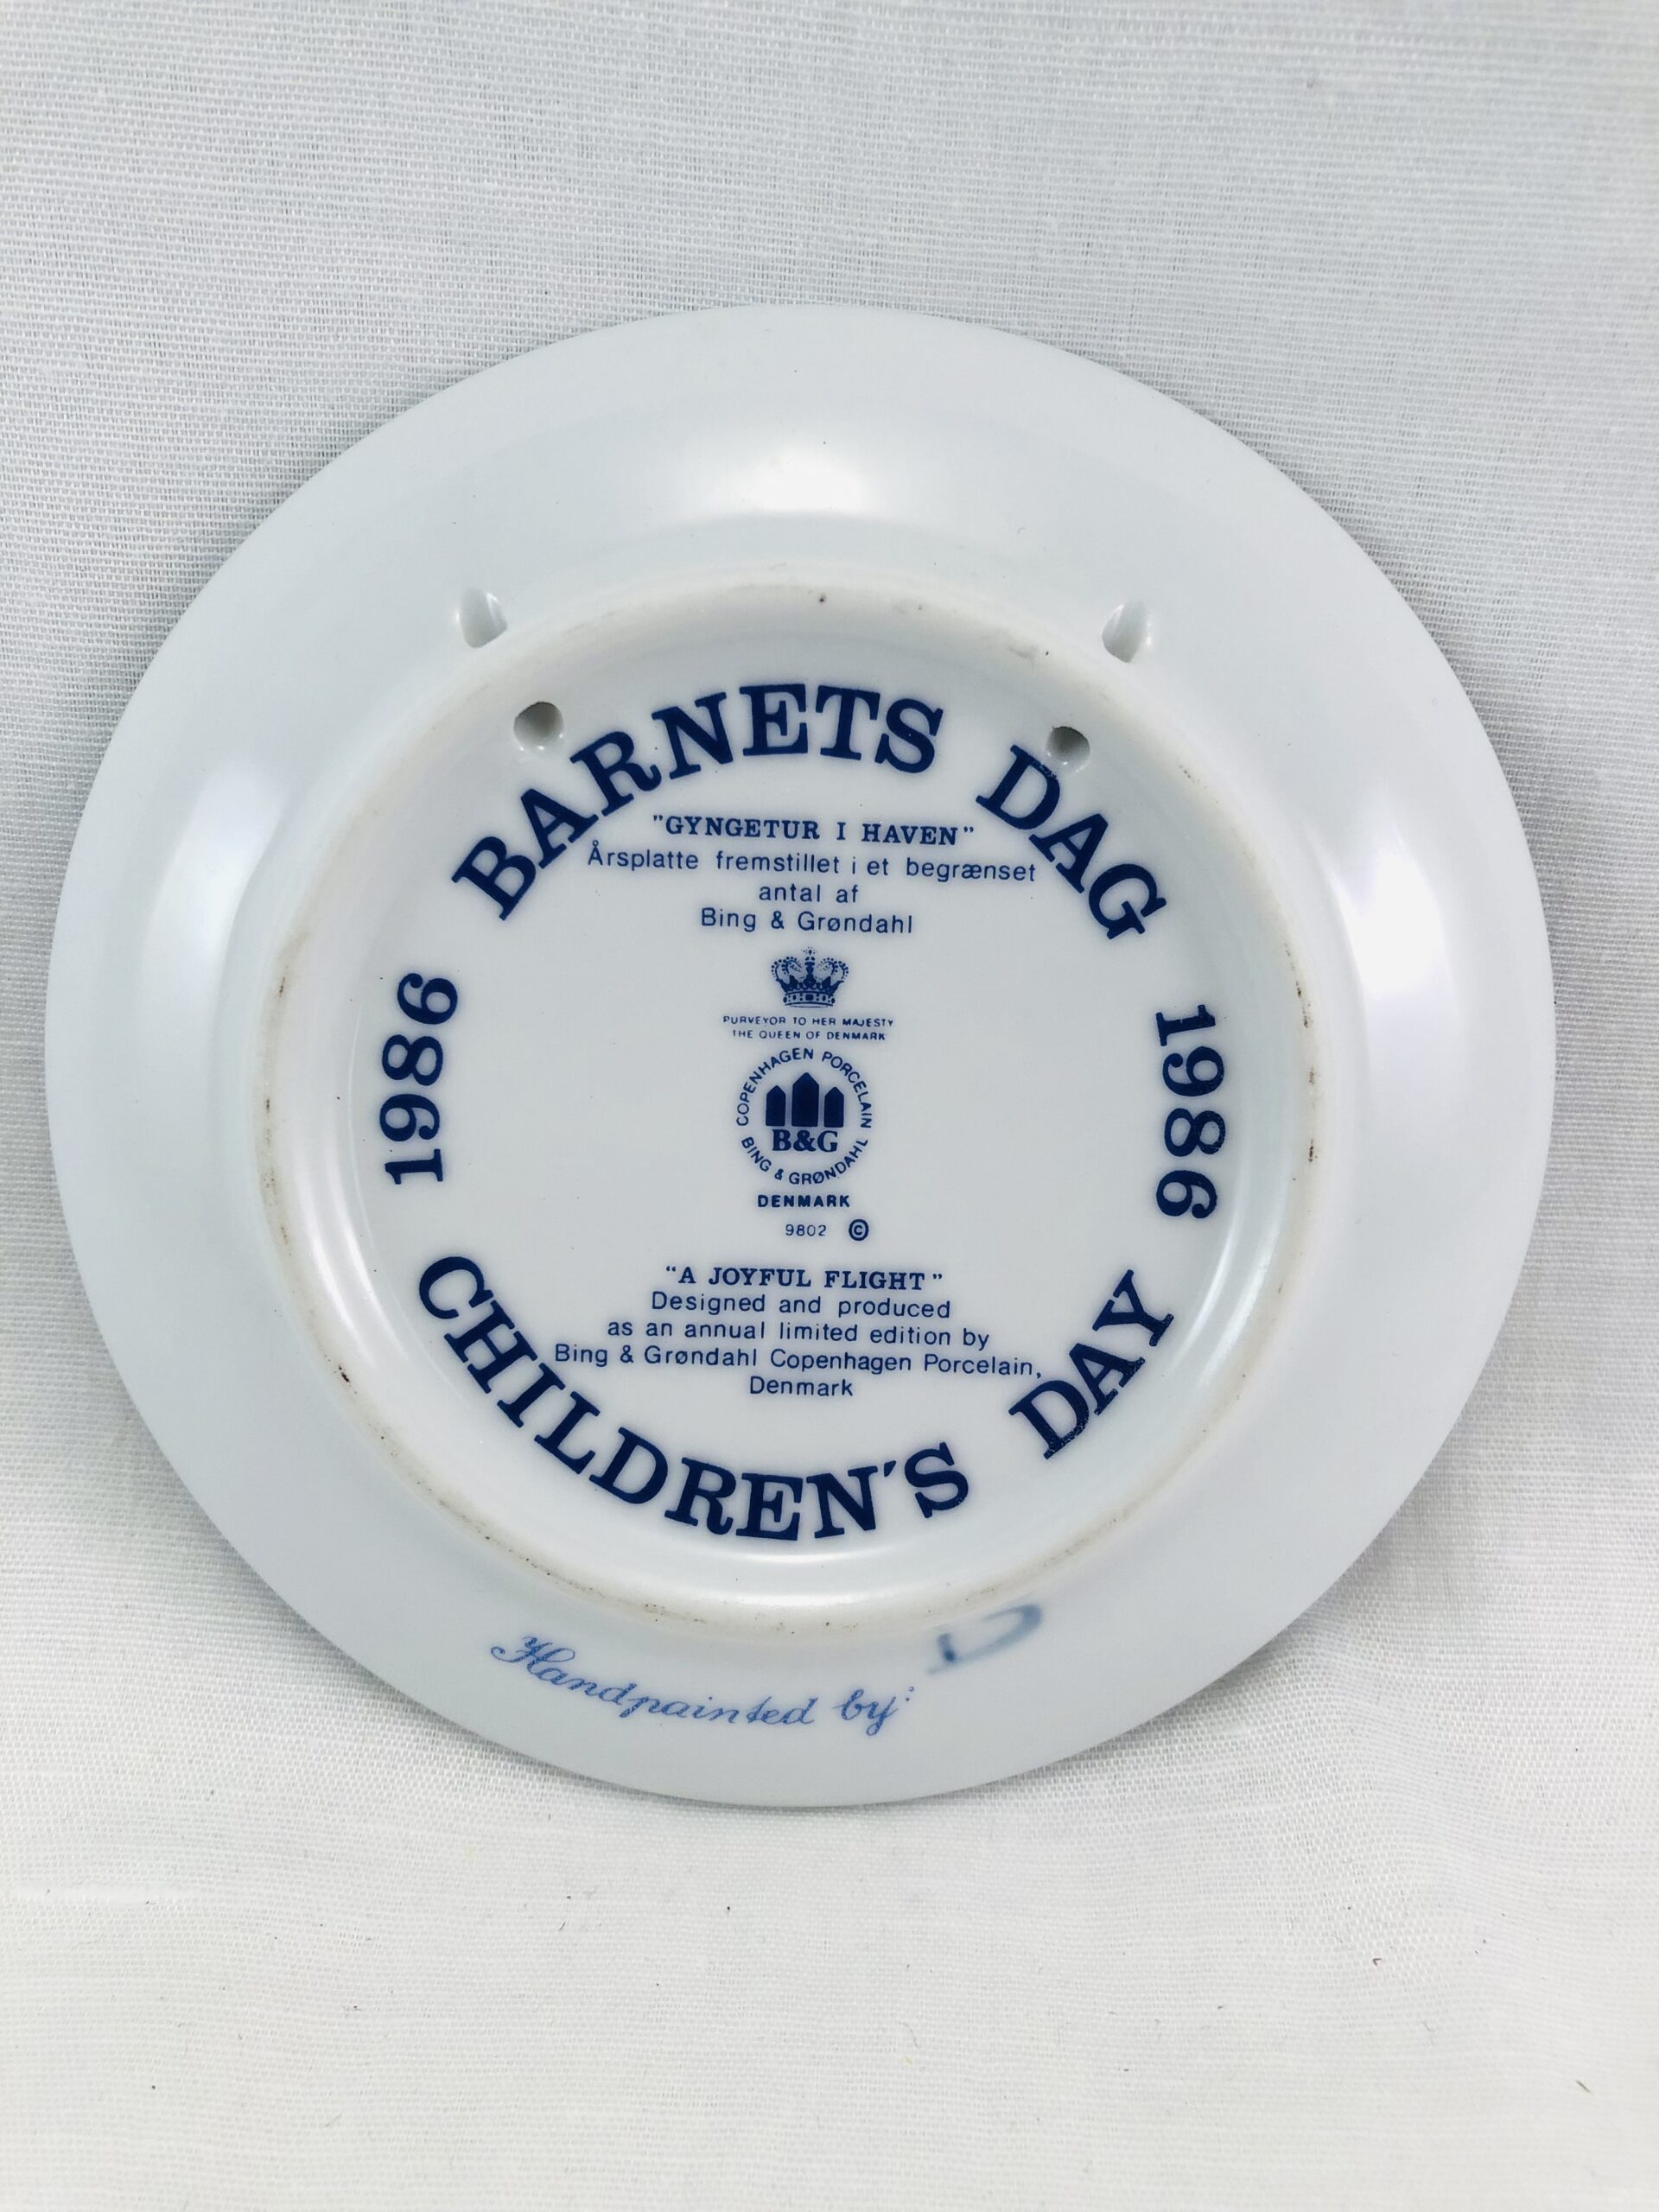 BARNETS DAG
1986
1986
"GYNGETUR I HAVEN"
Årsplatte fremstillet i et begrænset
antal af
Bing & Grøndahl
PURVEYOR TO HER MAJESTY
THE QUEEN OF DENMARK
COPENHAGEN PORCELAIN
B&G
BING & GRØNDAHL
DENMARK
9802 ©
"A JOYFUL FLIGHT"
Designed and produced
as an annual limited edition by
Bing & Grøndahl Copenhagen Porcelain,
Denmark
CHILDREN'S DAY
Handpainted by: